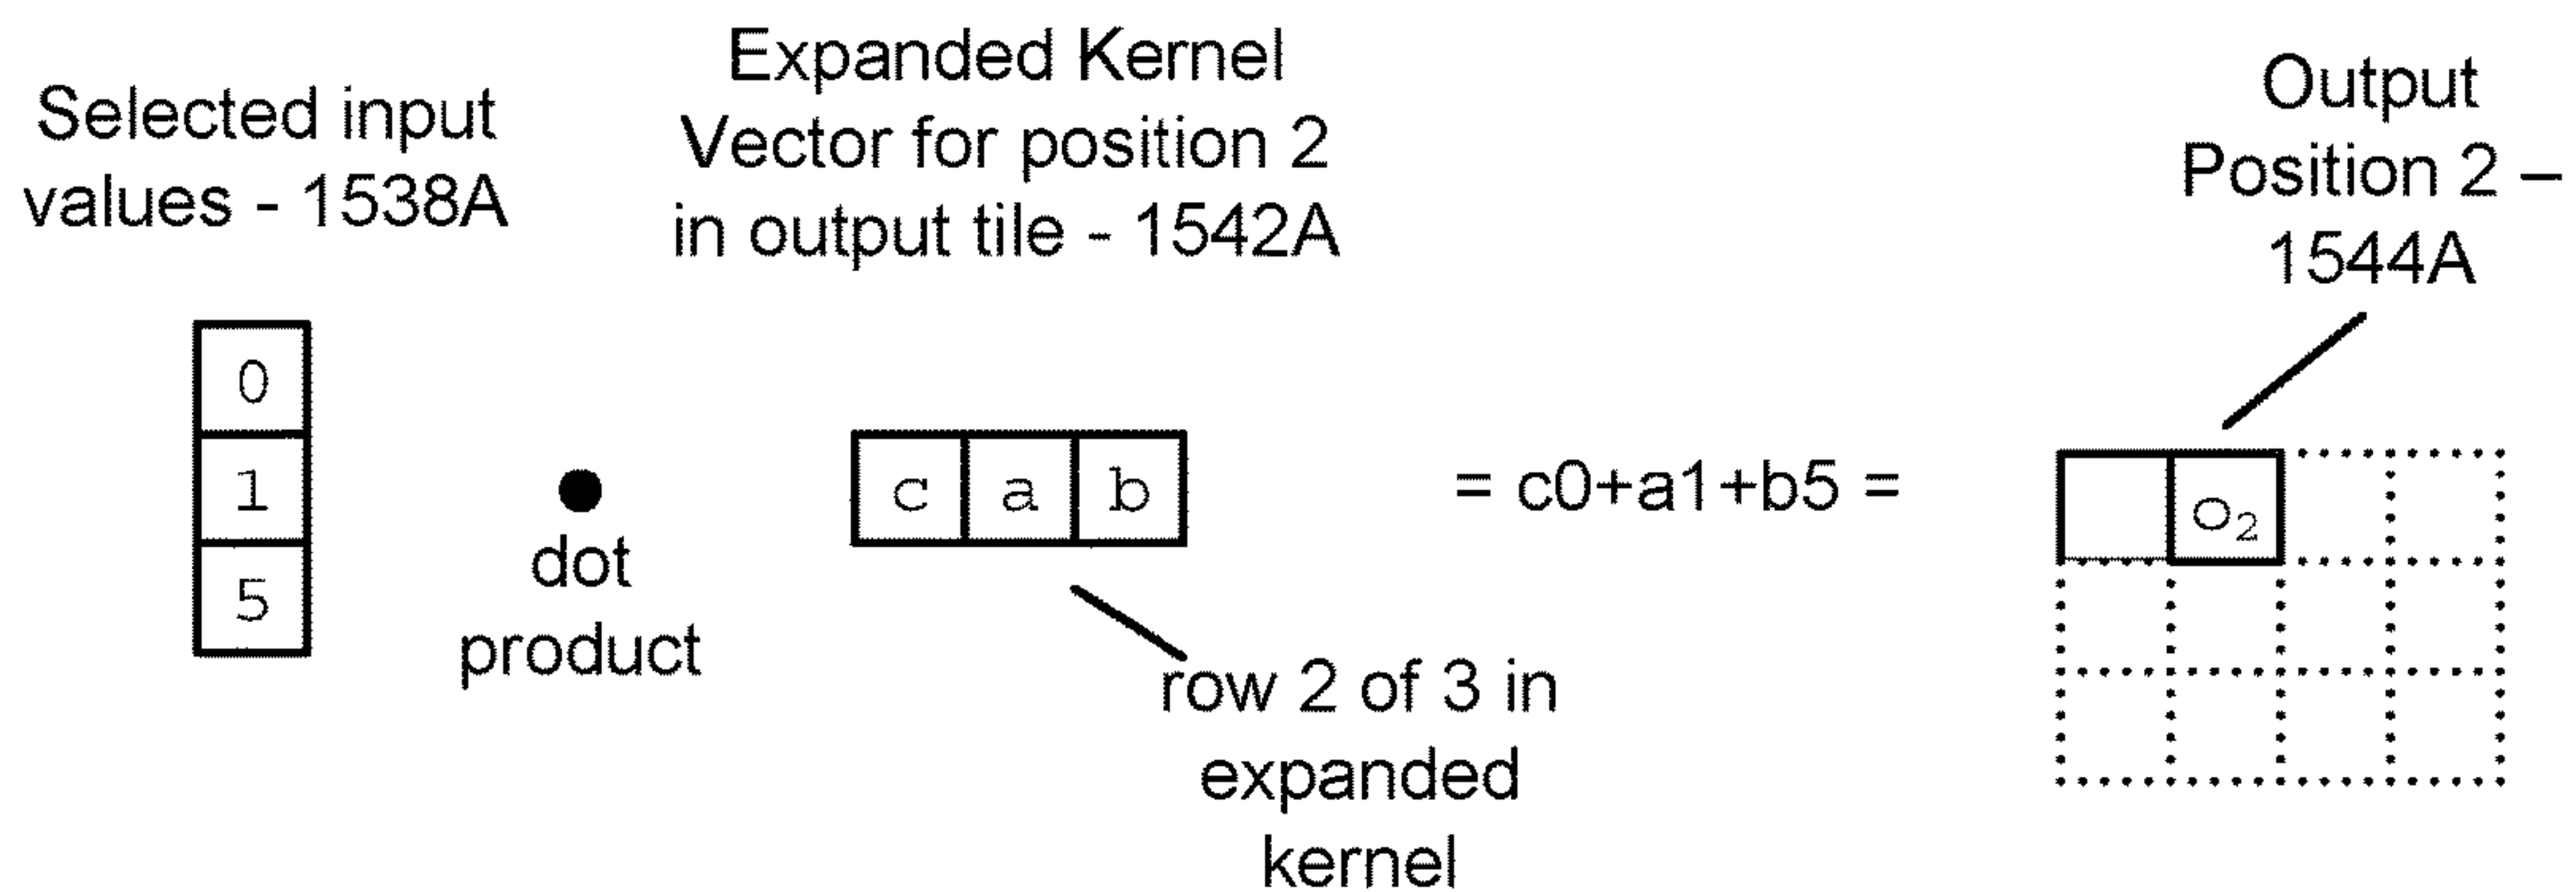 Selected input
values - 1538A
Expanded Kernel
Vector for position 2
in output tile - 1542A
Output
Position 2 –
1544A
0
1
5
dot
product
c a b
row 2 of 3 in
expanded
kernel
= c0+a1+b5 =
o₂